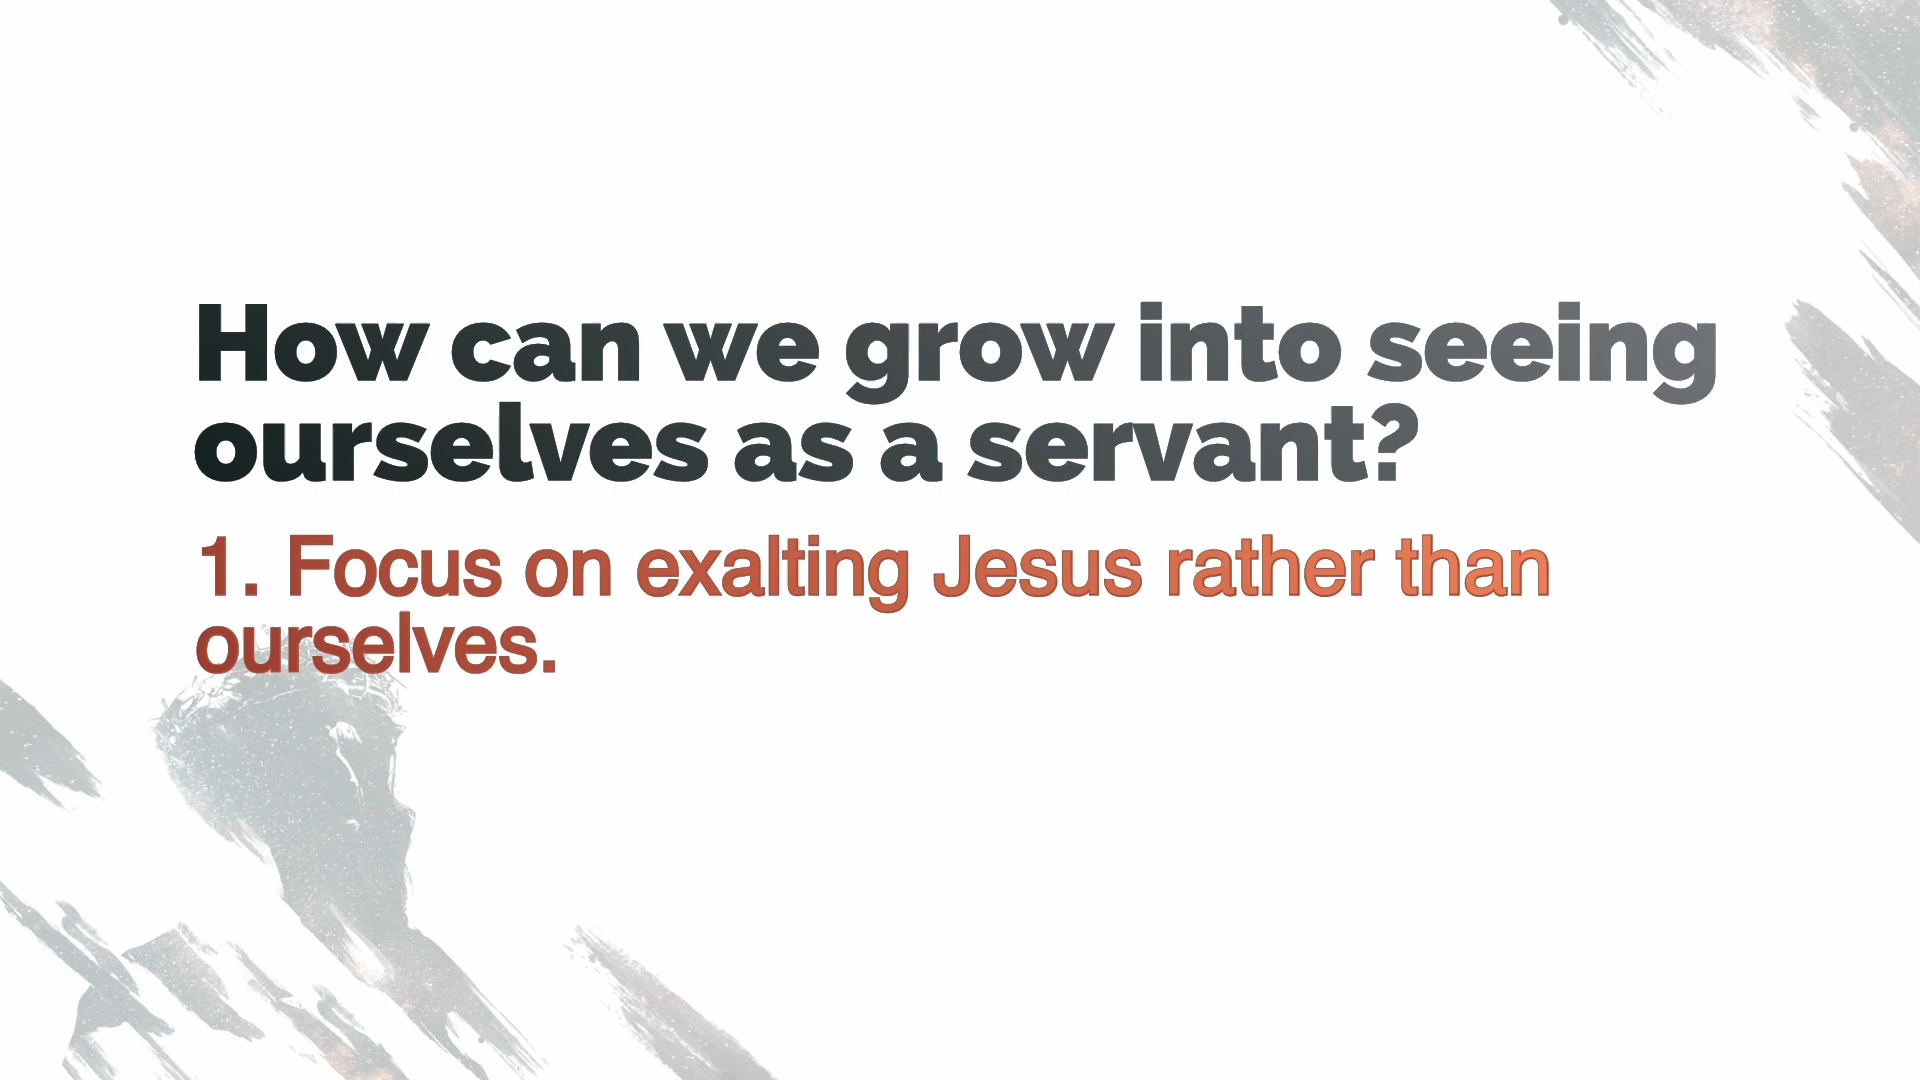 How can we grow into seeing
ourselves as a servant?
1. Focus on exalting Jesus rather than
ourselves.